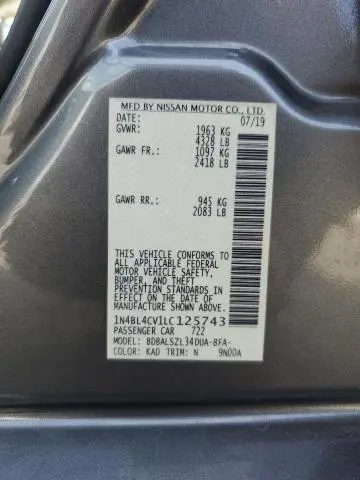 MFD BY NISSAN MOTOR CO., LTD.
DATE: 07/19
GVWR: 1963 KG
4328 LB
GAWR FR.: 1097 KG
2418 LB
GAWR RR.: 945 KG
2083 LB
THIS VEHICLE CONFORMS TO
ALL APPLICABLE FEDERAL
MOTOR VEHICLE SAFETY,
BUMPER, AND THEFT
PREVENTION STANDARDS IN
EFFECT ON THE DATE OF
MANUFACTURE SHOWN ABOVE.
1N4BL4CV1LC125743
PASSENGER CAR 722
MODEL: BDBALSZL34DUA-BFA-
COLOR: KAD TRIM: N 9N00A